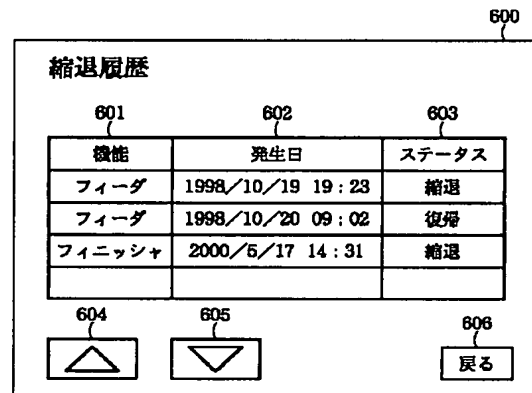 600
縮退履歴
601 602 603
機能 発生日 ステータス
フィーダ 1998/10/19 19:23 縮退
フィーダ 1998/10/20 09:02 復帰
フィニッシャ 2000/5/17 14:31 縮退
604 605 606
戻る